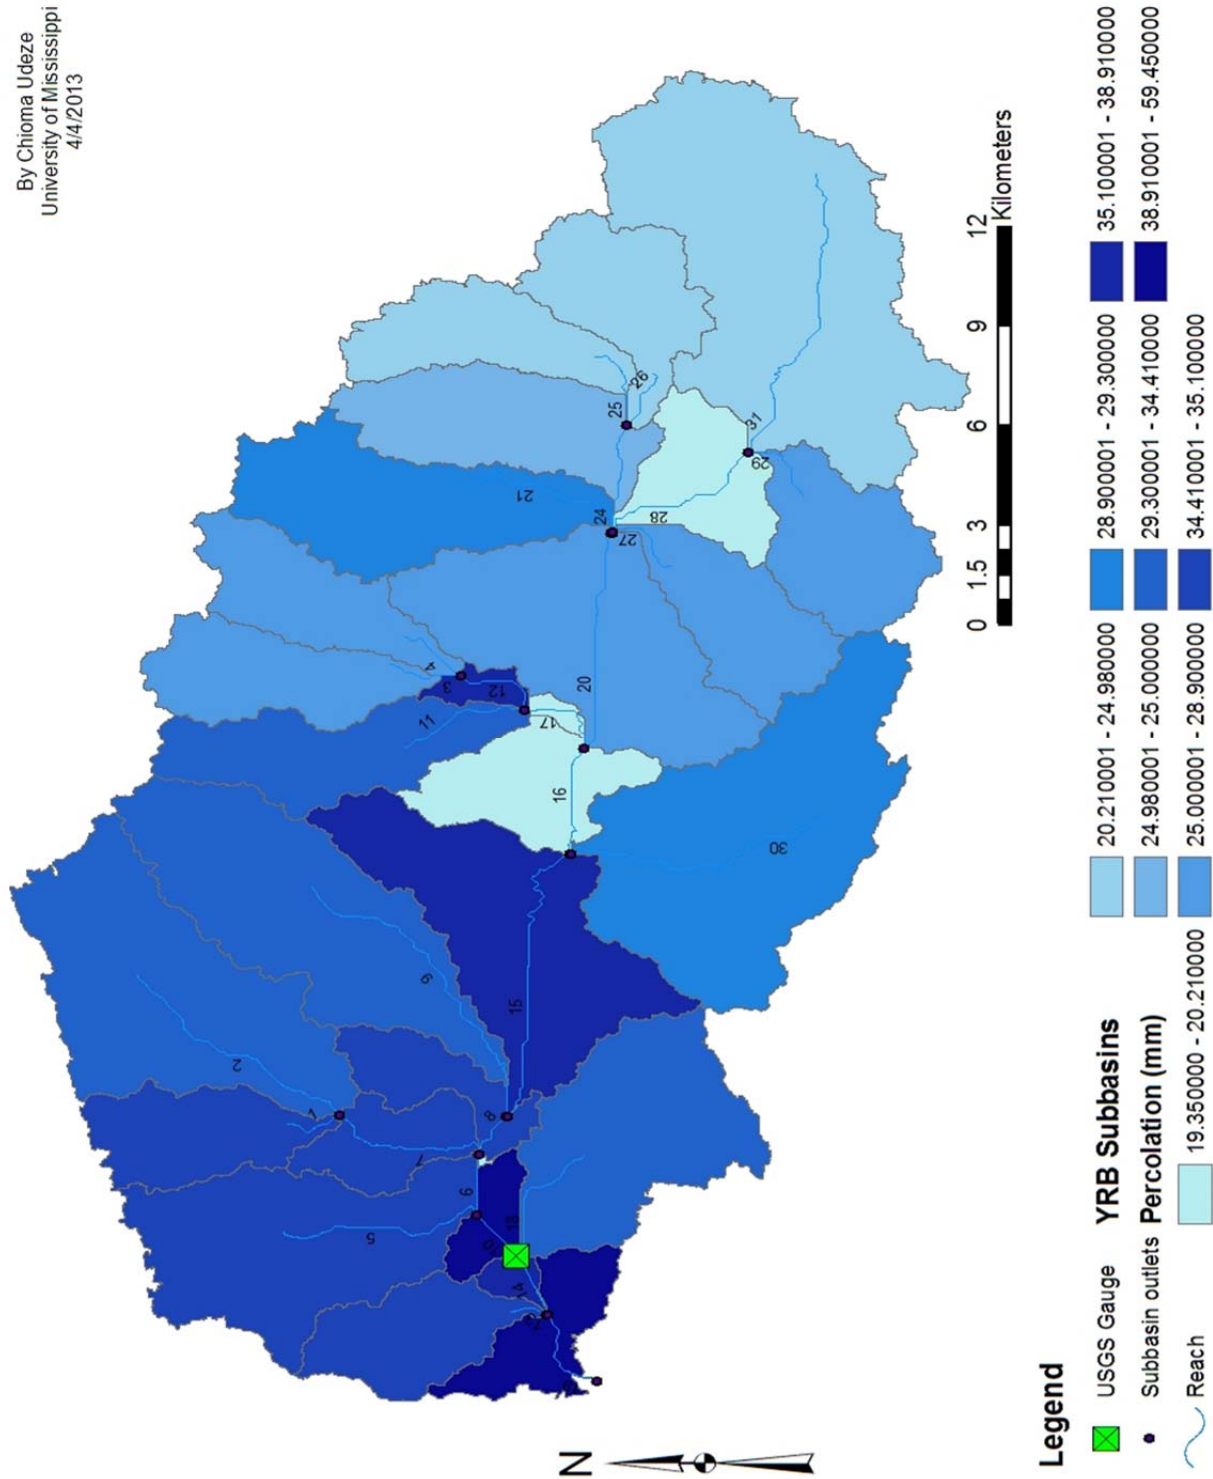 By Chioma Udeze
University of Mississippi
4/4/2013
2
1
5
7
9
8
6
18
14
15
11
4
3
12
17
16
20
21
24
27
28
25
26
29
31
30
N
0 1.5 3 6 9 12
Kilometers
Legend
USGS Gauge
Subbasin outlets
Reach
YRB Subbasins
Percolation (mm)
19.350000 - 20.210000
20.210001 - 24.980000
24.980001 - 25.000000
25.000001 - 28.900000
28.900001 - 29.300000
29.300001 - 34.410000
34.410001 - 35.100000
35.100001 - 38.910000
38.910001 - 59.450000